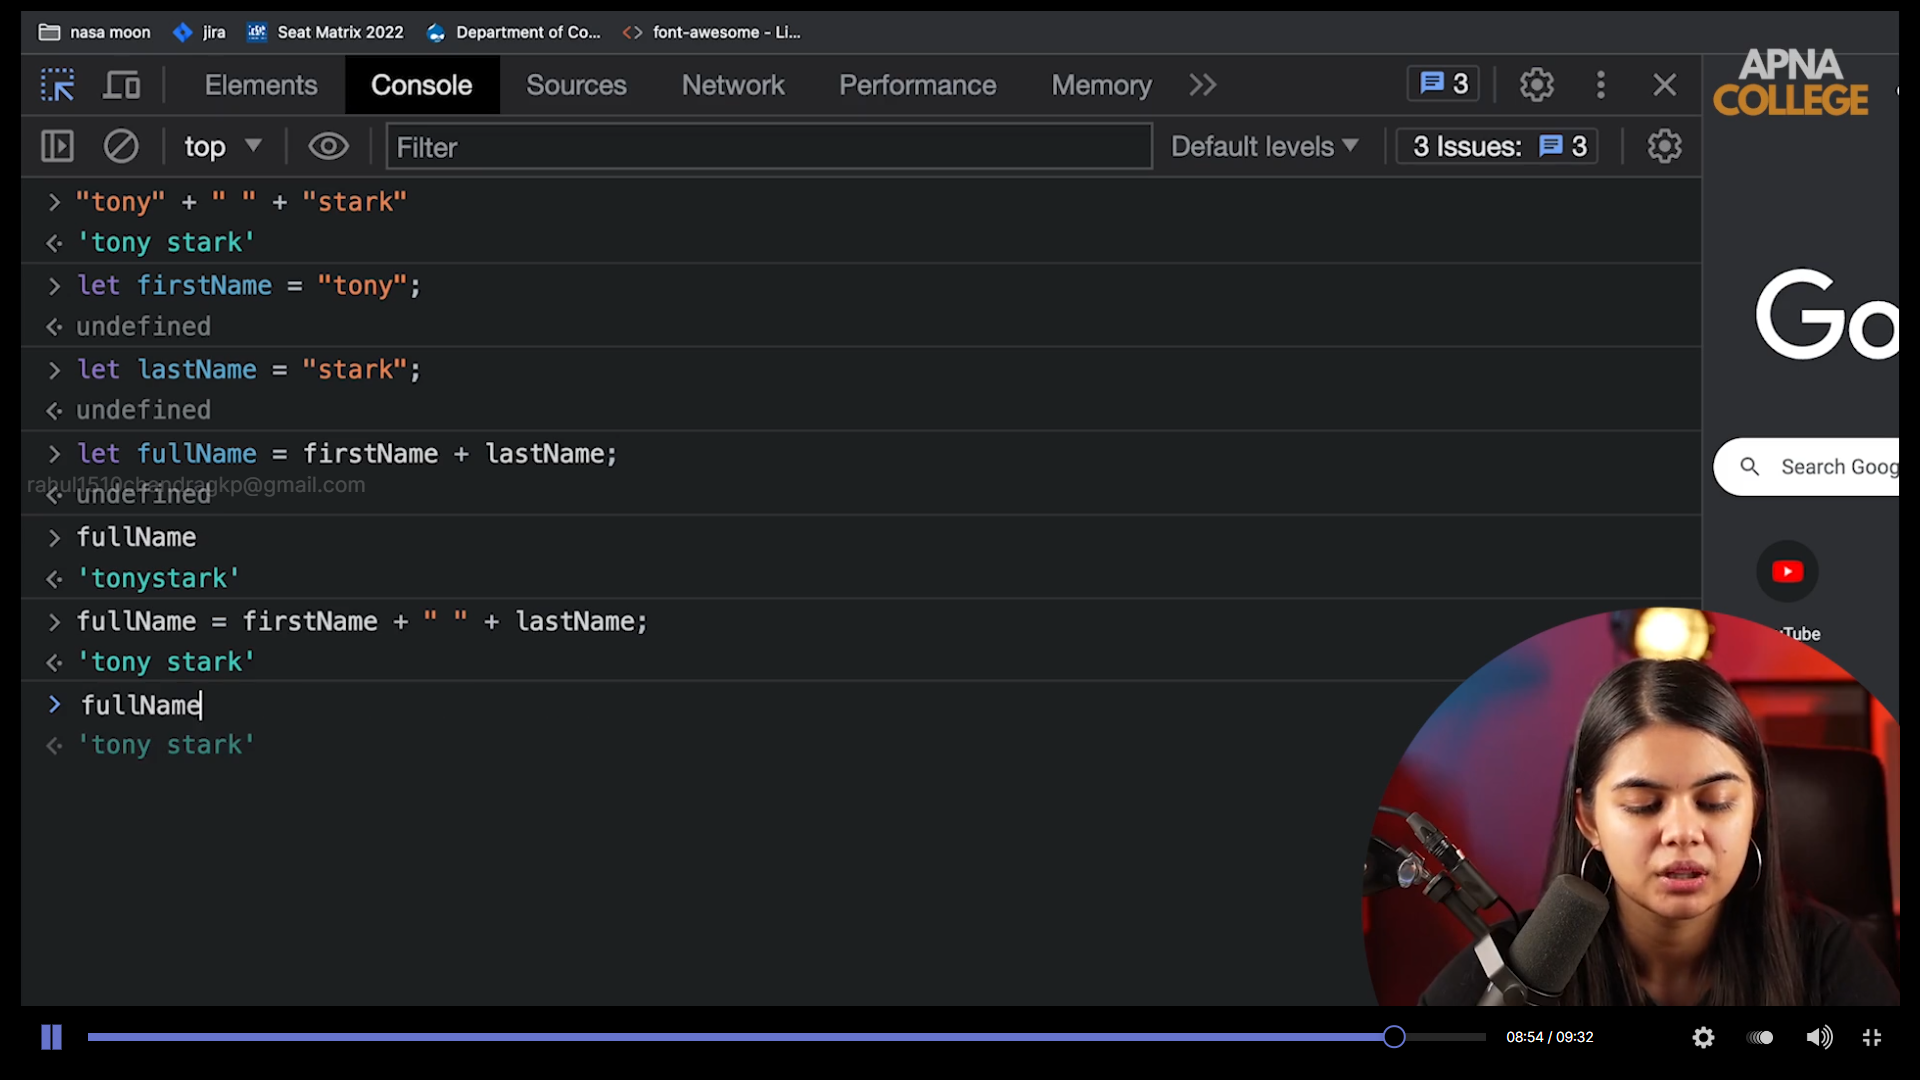 nasa moon jira Seat Matrix 2022 Department of Co... font-awesome - Li...
APNA
COLLEGE
Elements Console Sources Network Performance Memory 3
top Filter Default levels 3 Issues: 3
> "tony" + " " + "stark"
'tony stark'
> let firstName = "tony";
undefined
> let lastName = "stark";
undefined
> let fullName = firstName + lastName;
rahul1510chandragkp@gmail.com
undefined
> fullName
'tonystark'
> fullName = firstName + " " + lastName;
'tony stark'
> fullName
'tony stark'
Go
Search Goog
Tube
08:54 / 09:32